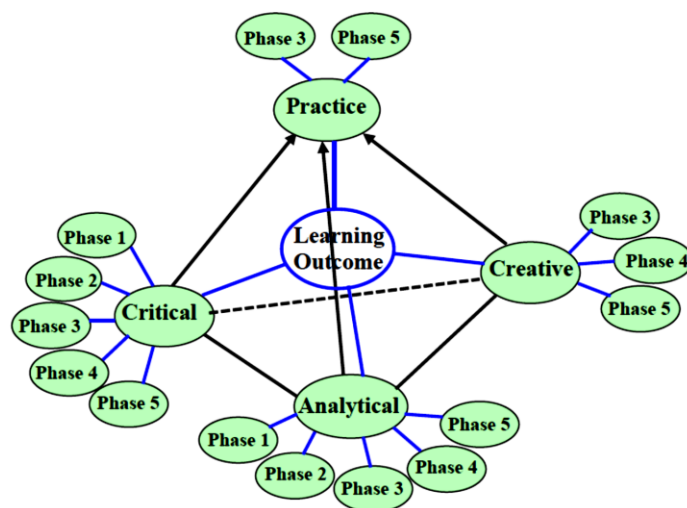 Phase 3
Phase 5
Practice
Learning
Outcome
Phase 1
Phase 2
Phase 3
Phase 4
Phase 5
Critical
Creative
Phase 3
Phase 4
Phase 5
Analytical
Phase 1
Phase 2
Phase 3
Phase 4
Phase 5